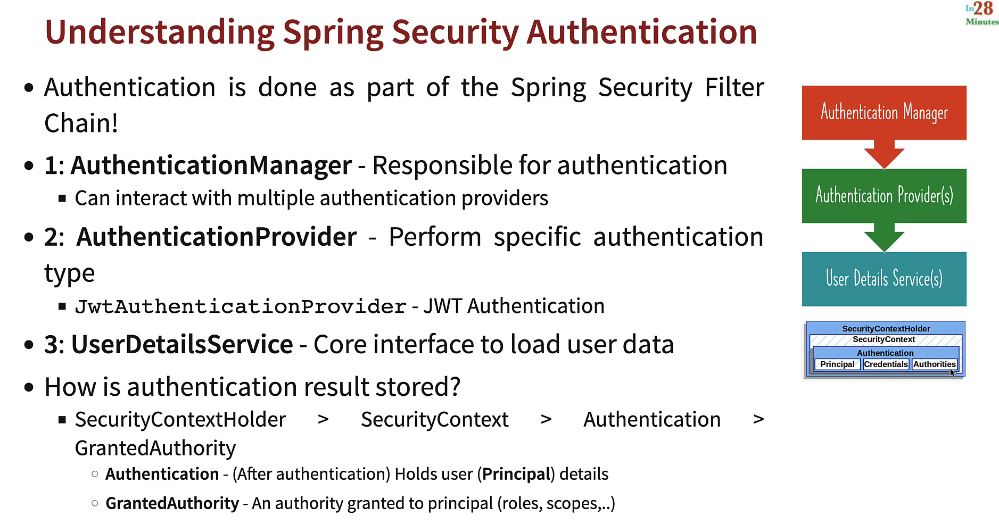 In28
Minutes
Understanding Spring Security Authentication
• Authentication is done as part of the Spring Security Filter
Chain!
• 1: AuthenticationManager - Responsible for authentication
▪ Can interact with multiple authentication providers
• 2: AuthenticationProvider - Perform specific authentication
type
▪ JwtAuthenticationProvider - JWT Authentication
• 3: UserDetailsService - Core interface to load user data
• How is authentication result stored?
▪ SecurityContextHolder > SecurityContext > Authentication >
GrantedAuthority
○ Authentication - (After authentication) Holds user (Principal) details
○ GrantedAuthority - An authority granted to principal (roles, scopes,..)
Authentication Manager
Authentication Provider(s)
User Details Service(s)
SecurityContextHolder
SecurityContext
Authentication
Principal Credentials Authorities